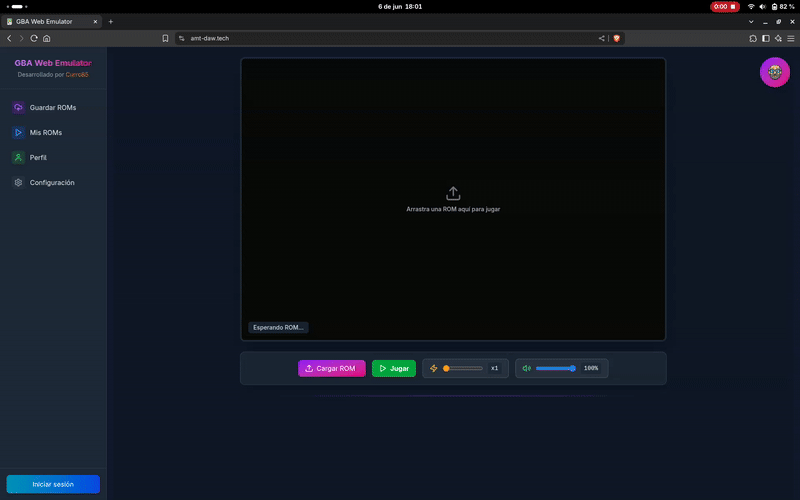 6 de jun 18:01
0:00
82 %
GBA Web Emulator
amt-daw.tech
GBA Web Emulator
Desarrollado por Curro85
Guardar ROMs
Mis ROMs
Perfil
Configuración
Iniciar sesión
Arrastra una ROM aquí para jugar
Esperando ROM...
Cargar ROM
Jugar
x1
100%